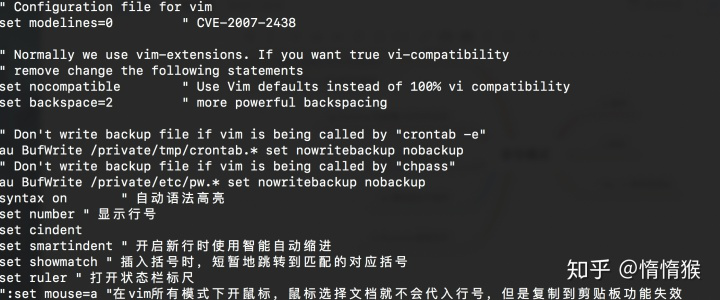 " Configuration file for vim
set modelines=0 " CVE-2007-2438
" Normally we use vim-extensions. If you want true vi-compatibility
" remove change the following statements
set nocompatible " Use Vim defaults instead of 100% vi compatibility
set backspace=2 " more powerful backspacing
" Don't write backup file if vim is being called by "crontab -e"
au BufWrite /private/tmp/crontab.* set nowritebackup nobackup
" Don't write backup file if vim is being called by "chpass"
au BufWrite /private/etc/pw.* set nowritebackup nobackup
syntax on " 自动语法高亮
set number " 显示行号
set cindent
set smartindent " 开启新行时使用智能自动缩进
set showmatch " 插入括号时，短暂地跳转到匹配的对应括号
set ruler " 打开状态栏标尺
":set mouse=a "在vim所有模式下开鼠标，鼠标选择文档就不会代入行号，但是复制到剪贴板功能失效
知乎 @惰惰猴